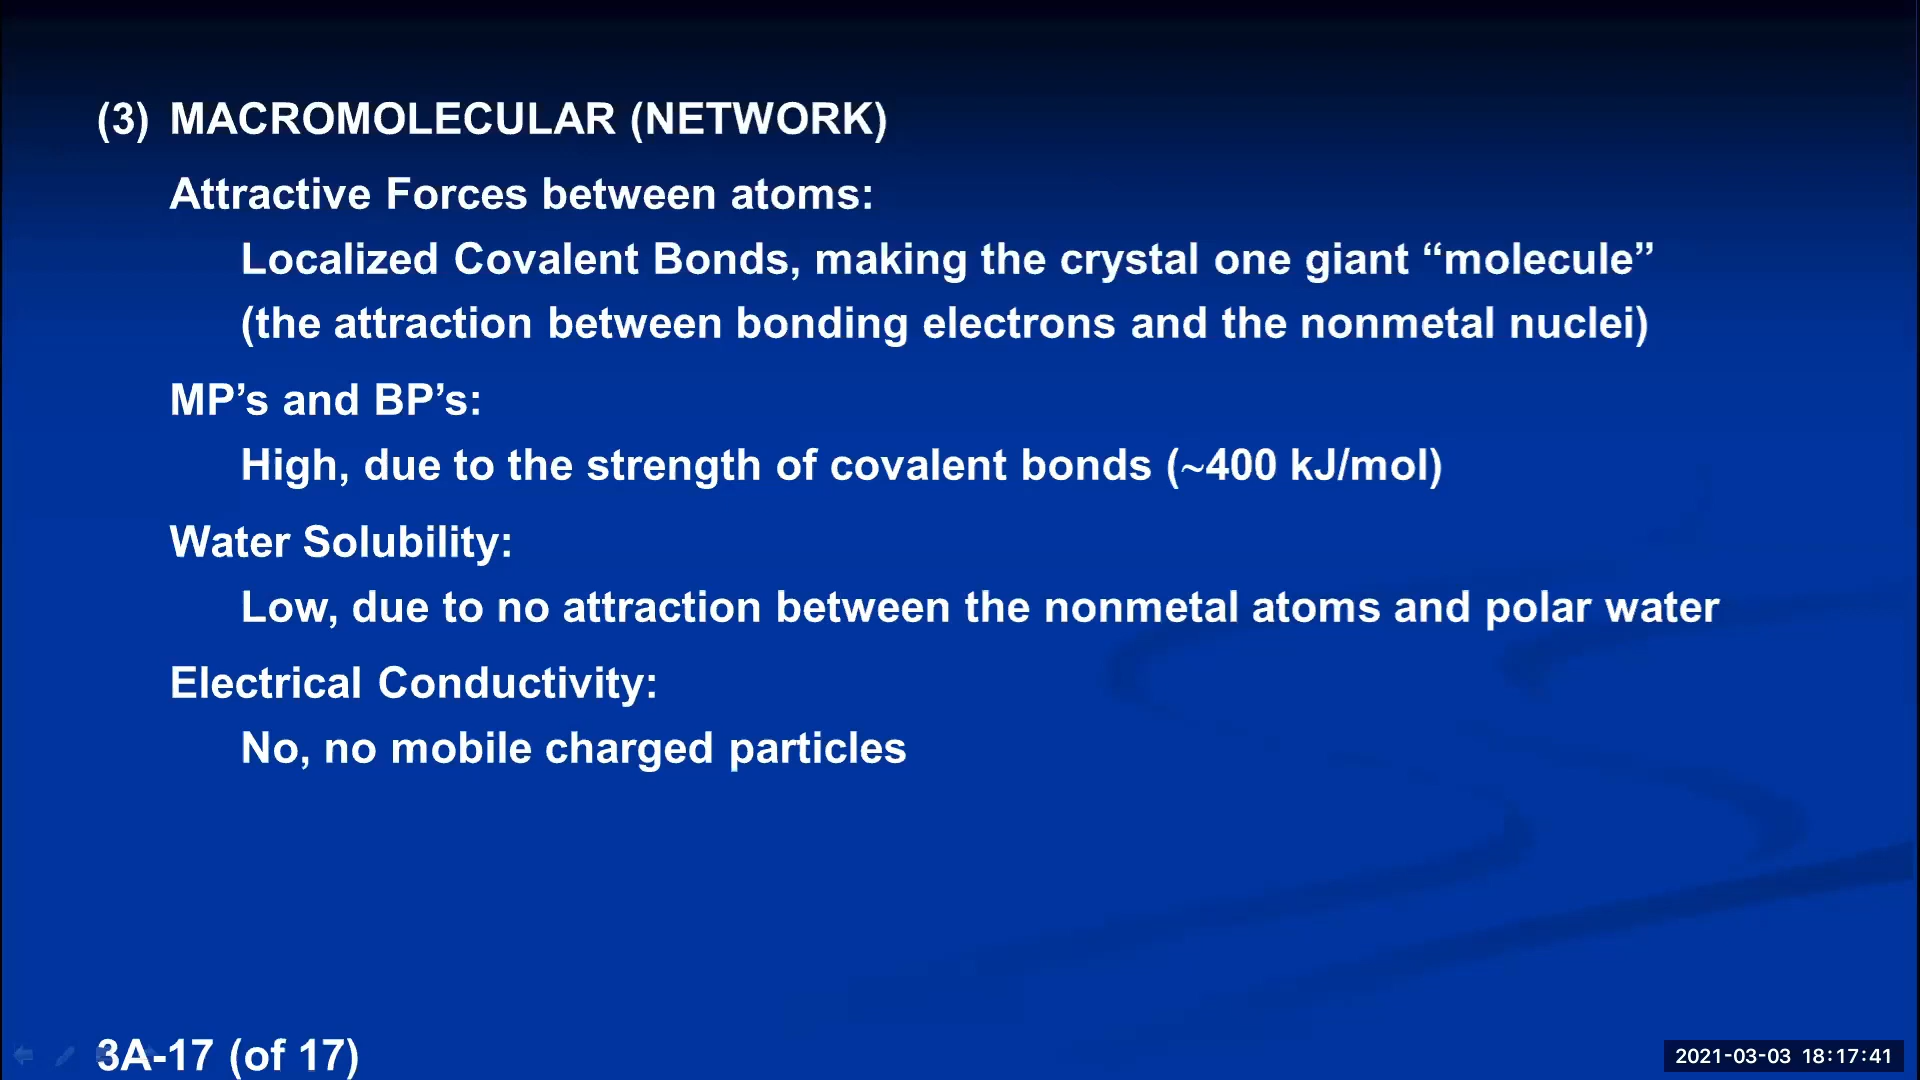 (3) MACROMOLECULAR (NETWORK)
Attractive Forces between atoms:
Localized Covalent Bonds, making the crystal one giant “molecule”
(the attraction between bonding electrons and the nonmetal nuclei)
MP’s and BP’s:
High, due to the strength of covalent bonds (~400 kJ/mol)
Water Solubility:
Low, due to no attraction between the nonmetal atoms and polar water
Electrical Conductivity:
No, no mobile charged particles
3A-17 (of 17)
2021-03-03 18:17:41